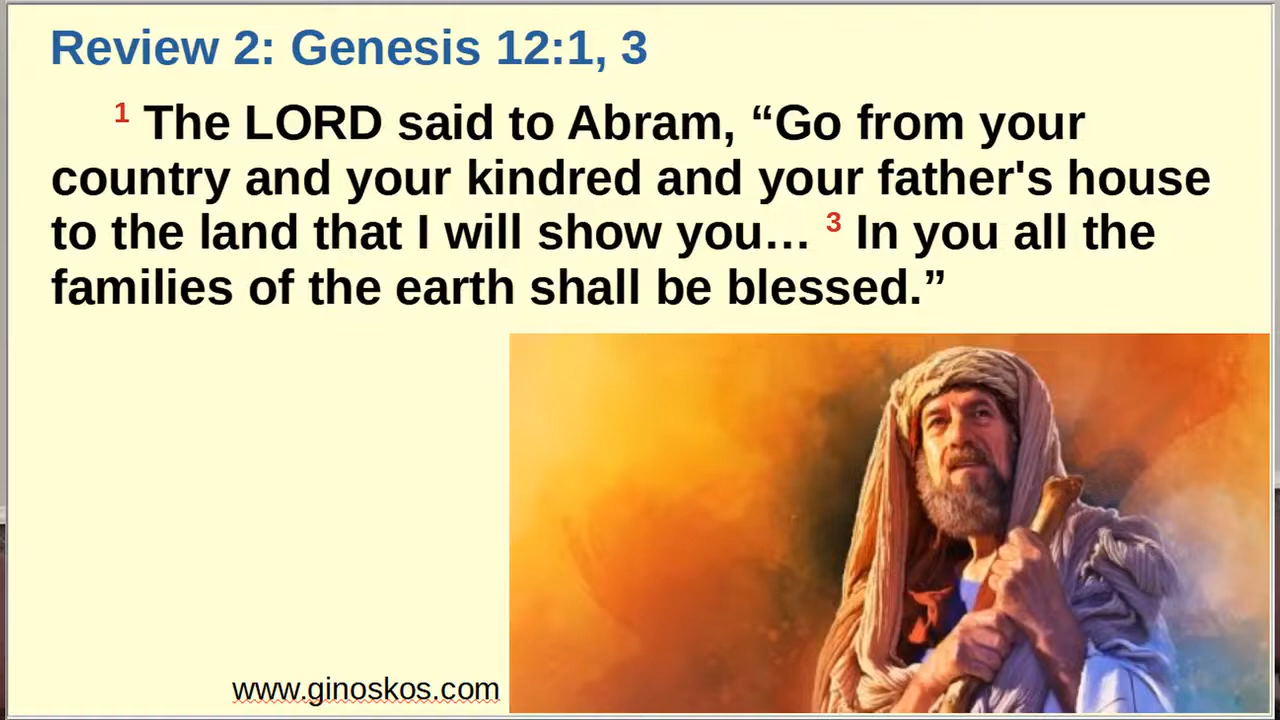 Review 2: Genesis 12:1, 3
1 The LORD said to Abram, “Go from your
country and your kindred and your father's house
to the land that I will show you… 3 In you all the
families of the earth shall be blessed.”
www.ginoskos.com